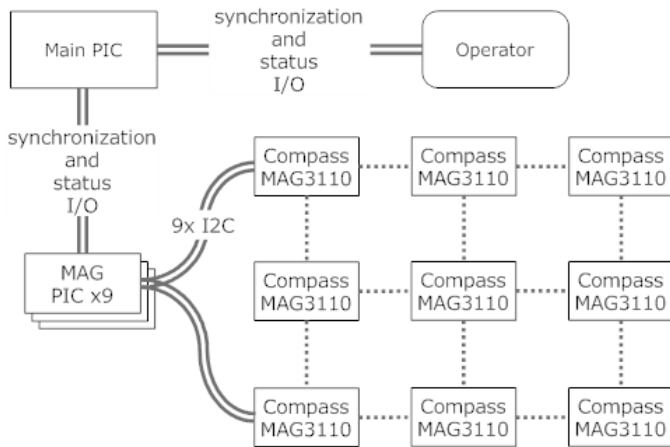 Main PIC
synchronization
and
status
I/O
Operator
synchronization
and
status
I/O
9x I2C
MAG
PIC x9
Compass
MAG3110
Compass
MAG3110
Compass
MAG3110
Compass
MAG3110
Compass
MAG3110
Compass
MAG3110
Compass
MAG3110
Compass
MAG3110
Compass
MAG3110